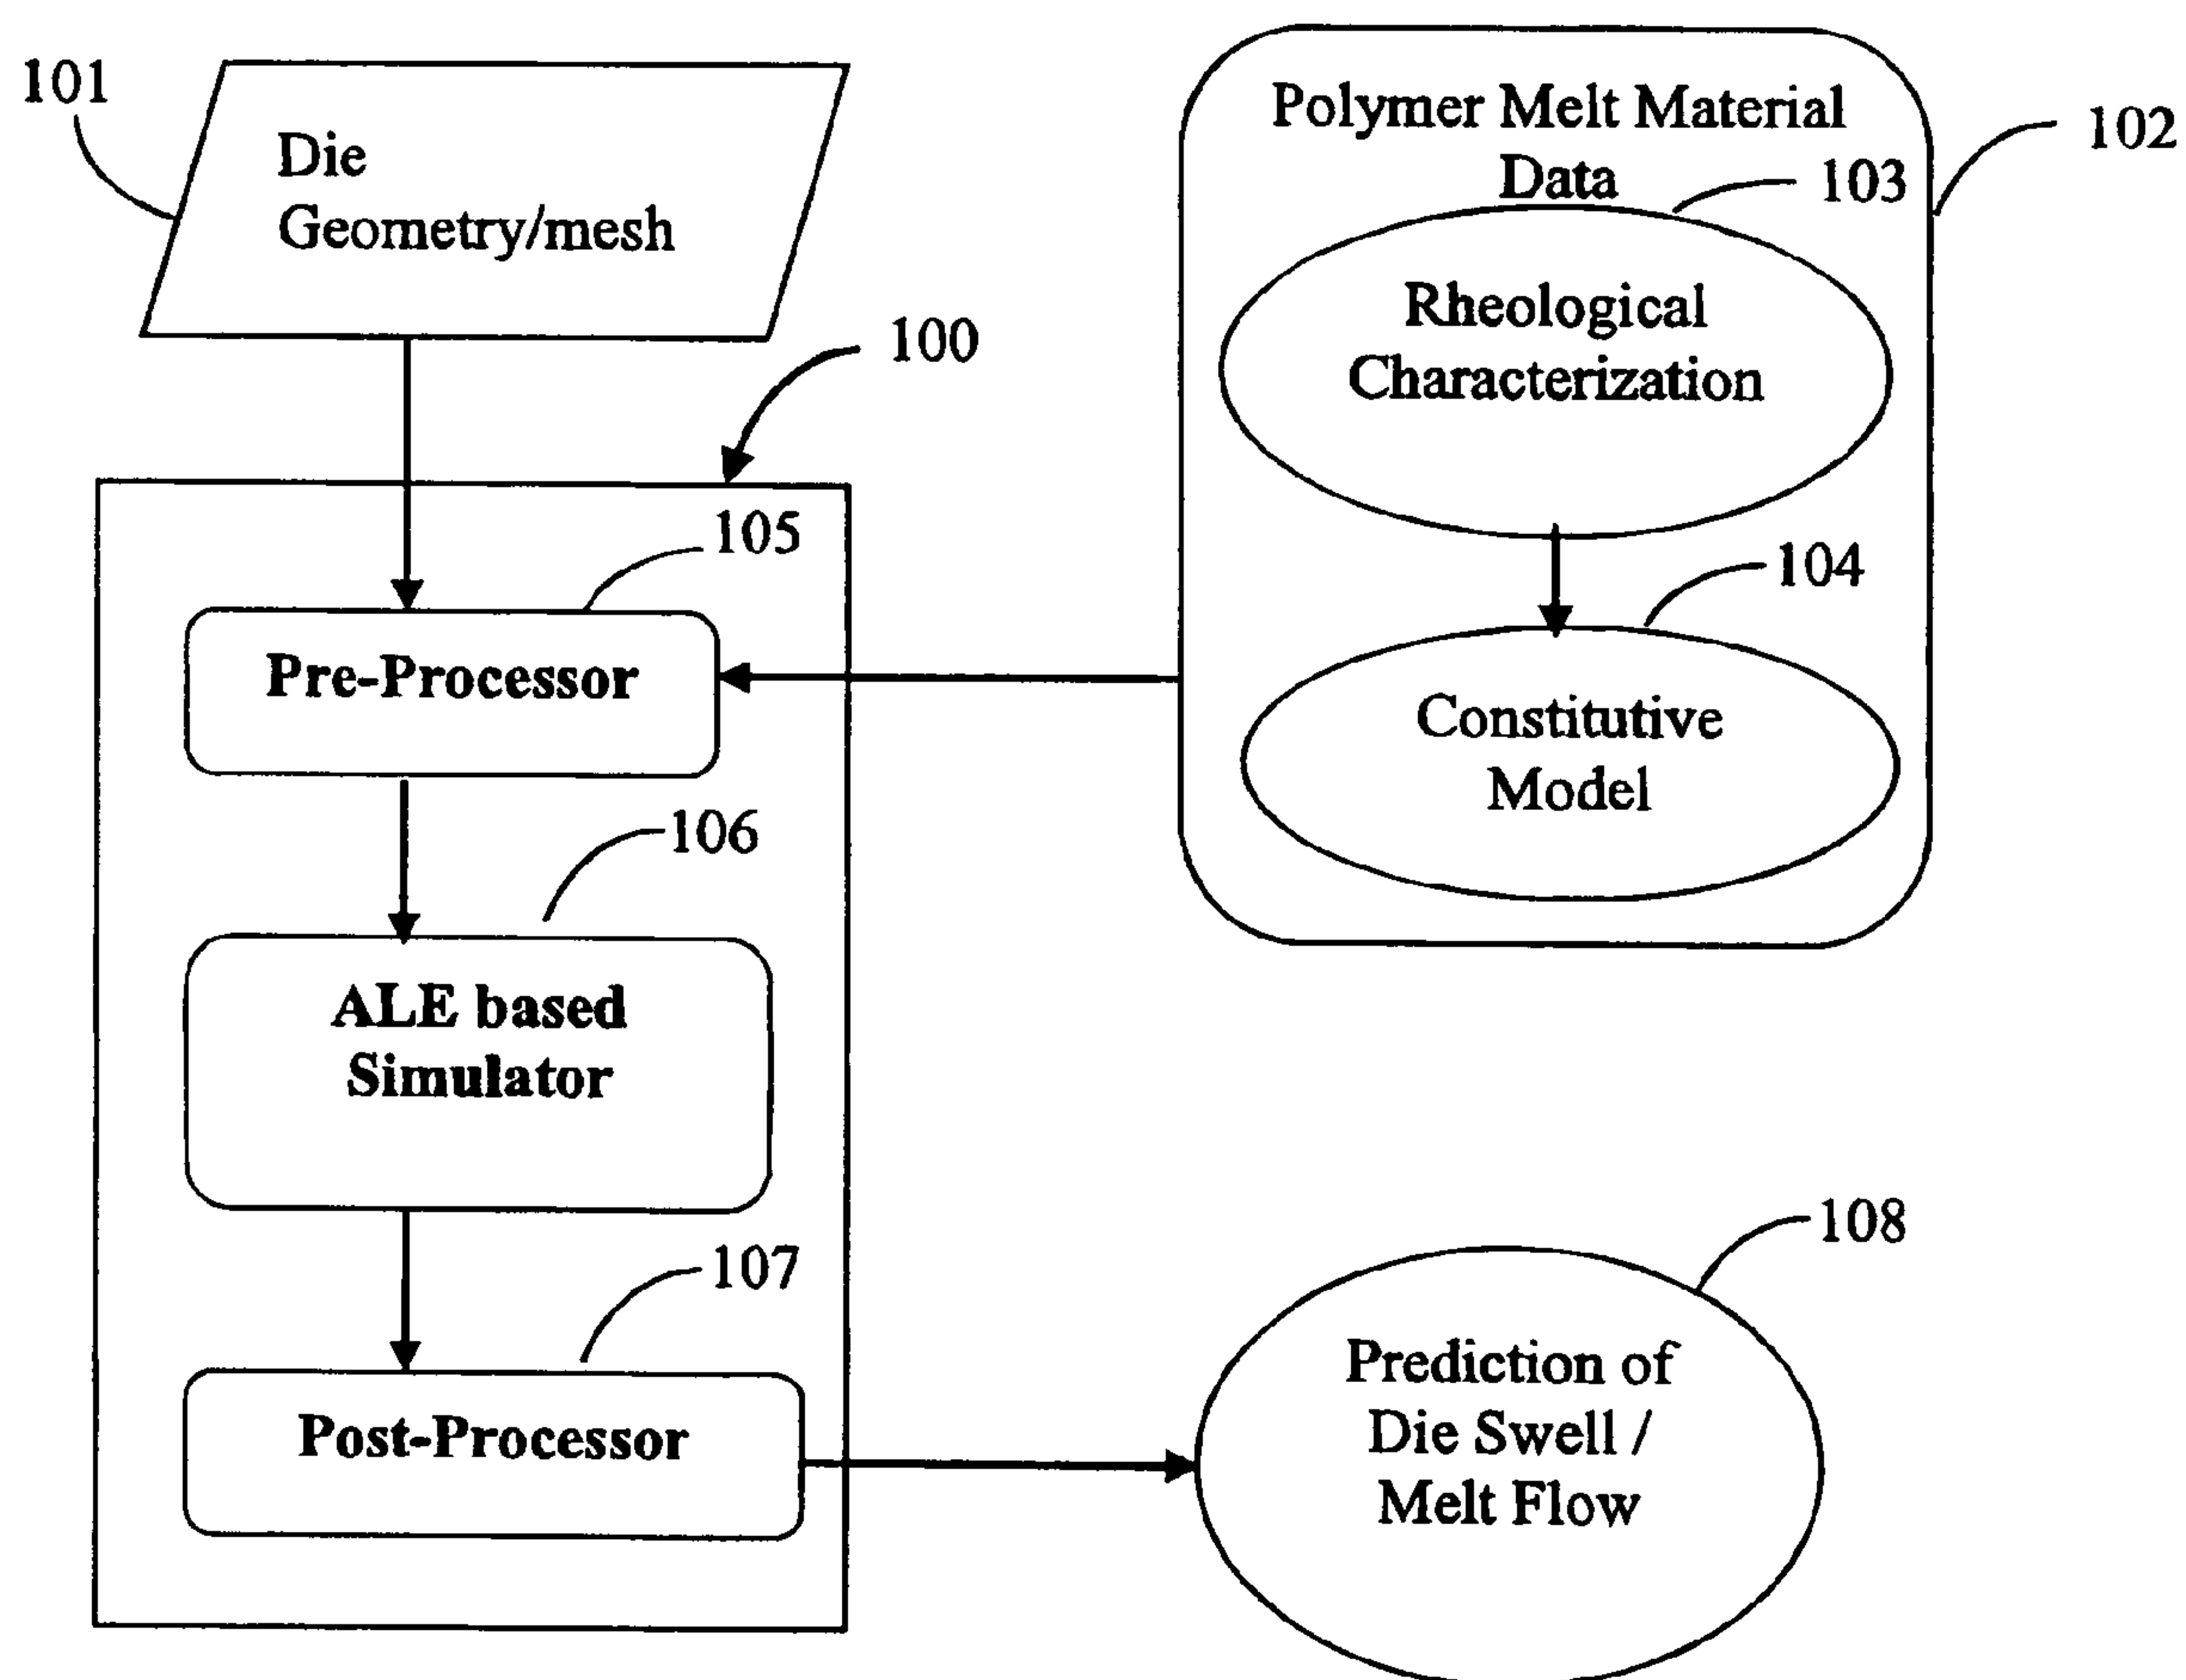 101
Die
Geometry/mesh
100
Polymer Melt Material
Data
102
103
Rheological
Characterization
104
Constitutive
Model
105
Pre-Processor
106
ALE based
Simulator
107
Post-Processor
108
Prediction of
Die Swell /
Melt Flow